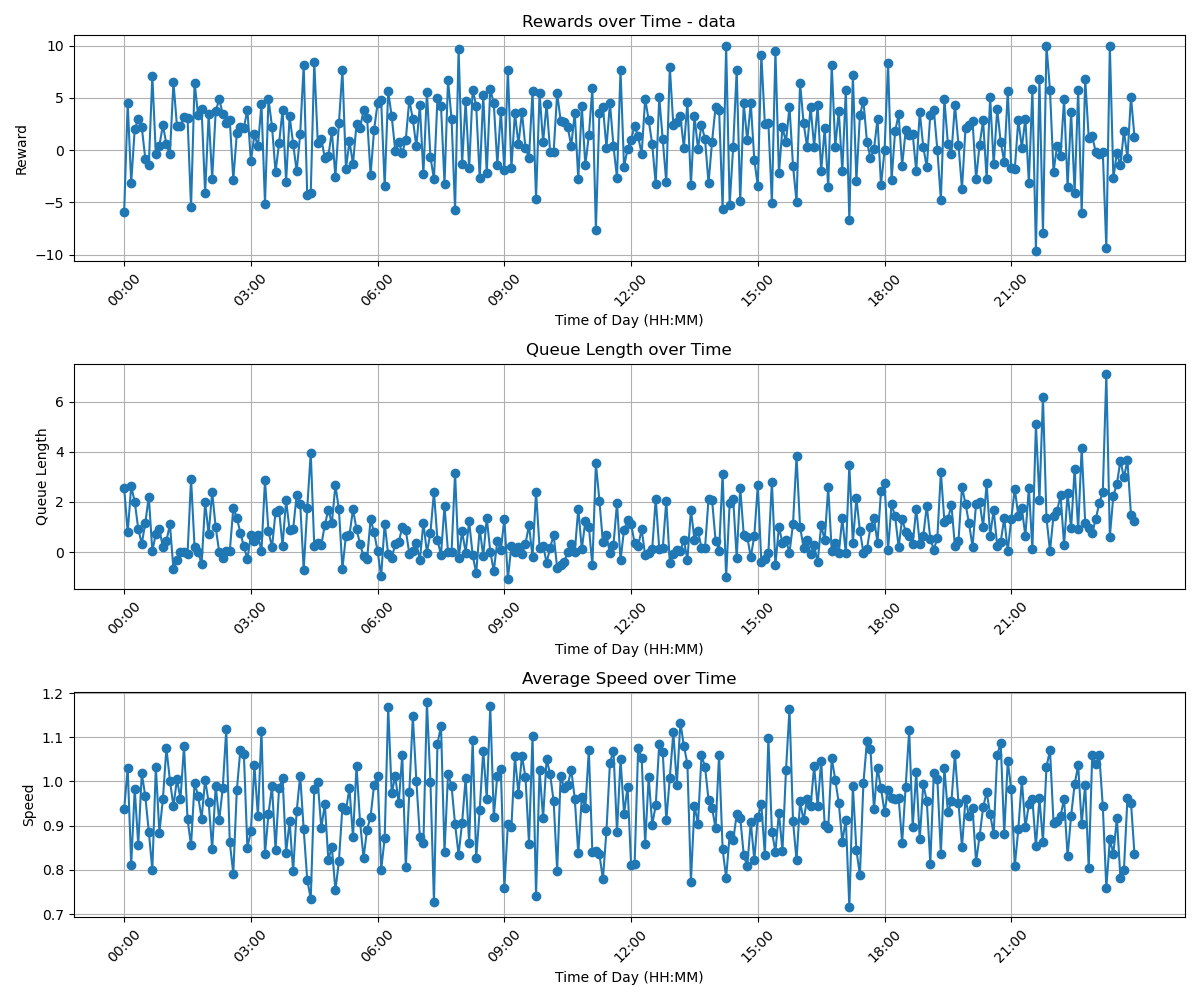 Rewards over Time - data
10
5
0
−5
−10
Reward
00:00 03:00 06:00 09:00 12:00 15:00 18:00 21:00
Time of Day (HH:MM)
Queue Length over Time
6
4
2
0
Queue Length
00:00 03:00 06:00 09:00 12:00 15:00 18:00 21:00
Time of Day (HH:MM)
Average Speed over Time
1.2
1.1
1.0
0.9
0.8
0.7
Speed
00:00 03:00 06:00 09:00 12:00 15:00 18:00 21:00
Time of Day (HH:MM)